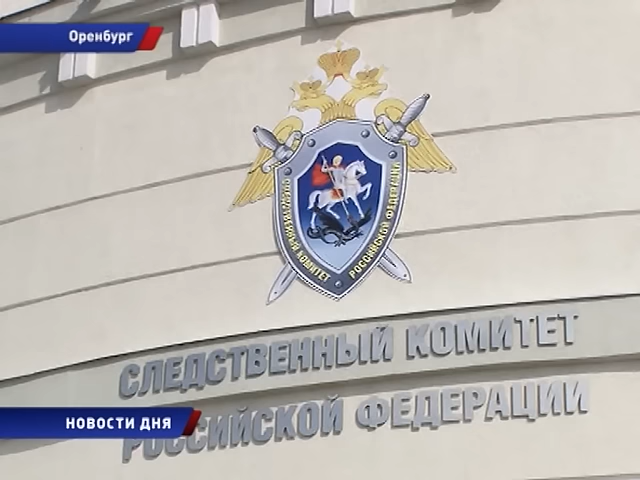 Оренбург
СЛЕДСТВЕННЫЙ КОМИТЕТ
РОССИЙСКОЙ ФЕДЕРАЦИИ
СЛЕДСТВЕННЫЙ КОМИТЕТ
РОССИЙСКОЙ ФЕДЕРАЦИИ
НОВОСТИ ДНЯ